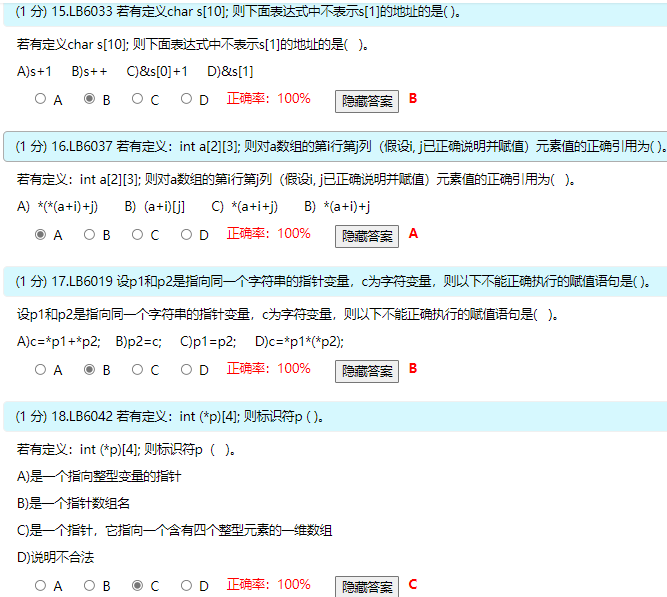 (1 分) 15.LB6033 若有定义char s[10]; 则下面表达式中不表示s[1]的地址的是( )。
若有定义char s[10]; 则下面表达式中不表示s[1]的地址的是(   )。
A)s+1     B)s++     C)&s[0]+1     D)&s[1]
A B C D 正确率：100% 隐藏答案 B
(1 分) 16.LB6037 若有定义：int a[2][3]; 则对a数组的第i行第j列（假设i, j已正确说明并赋值）元素值的正确引用为( )。
若有定义：int a[2][3]; 则对a数组的第i行第j列（假设i, j已正确说明并赋值）元素值的正确引用为(   )。
A)  *(*(a+i)+j)      B)  (a+i)[j]      C)  *(a+i+j)      B)  *(a+i)+j
A B C D 正确率：100% 隐藏答案 A
(1 分) 17.LB6019 设p1和p2是指向同一个字符串的指针变量，c为字符变量，则以下不能正确执行的赋值语句是( )。
设p1和p2是指向同一个字符串的指针变量，c为字符变量，则以下不能正确执行的赋值语句是(   )。
A)c=*p1+*p2;    B)p2=c;     C)p1=p2;     D)c=*p1*(*p2);
A B C D 正确率：100% 隐藏答案 B
(1 分) 18.LB6042 若有定义：int (*p)[4]; 则标识符p ( )。
若有定义：int (*p)[4]; 则标识符p（   )。
A)是一个指向整型变量的指针
B)是一个指针数组名
C)是一个指针，它指向一个含有四个整型元素的一维数组
D)说明不合法
A B C D 正确率：100% 隐藏答案 C